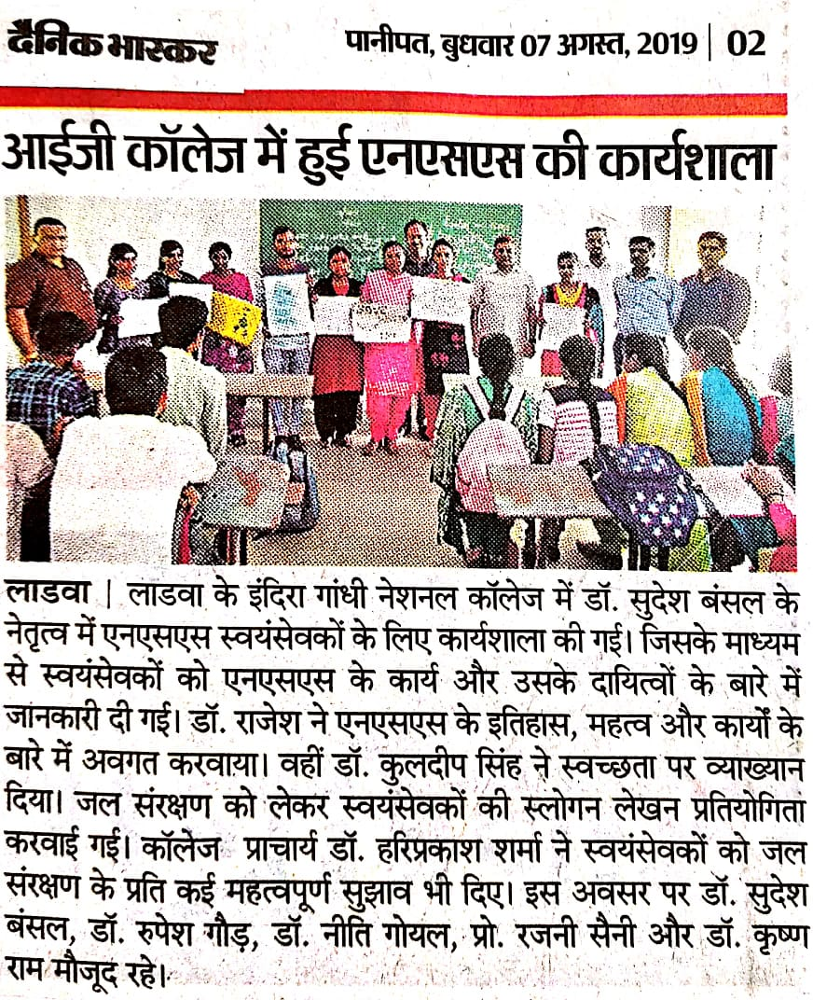 दैनिक भास्कर
पानीपत, बुधवार 07 अगस्त, 2019 | 02
आईजी कॉलेज में हुई एनएसएस की कार्यशाला
लाडवा | लाडवा के इंदिरा गांधी नेशनल कॉलेज में डॉ. सुदेश बंसल के
नेतृत्व में एनएसएस स्वयंसेवकों के लिए कार्यशाला की गई। जिसके माध्यम
से स्वयंसेवकों को एनएसएस के कार्य और उसके दायित्वों के बारे में
जानकारी दी गई। डॉ. राजेश ने एनएसएस के इतिहास, महत्व और कार्यों के
बारे में अवगत करवाया। वहीं डॉ. कुलदीप सिंह ने स्वच्छता पर व्याख्यान
दिया। जल संरक्षण को लेकर स्वयंसेवकों की स्लोगन लेखन प्रतियोगिता
करवाई गई। कॉलेज प्राचार्य डॉ. हरिप्रकाश शर्मा ने स्वयंसेवकों को जल
संरक्षण के प्रति कई महत्वपूर्ण सुझाव भी दिए। इस अवसर पर डॉ. सुदेश
बंसल, डॉ. रुपेश गौड़, डॉ. नीति गोयल, प्रो. रजनी सैनी और डॉ. कृष्ण
राम मौजूद रहे।